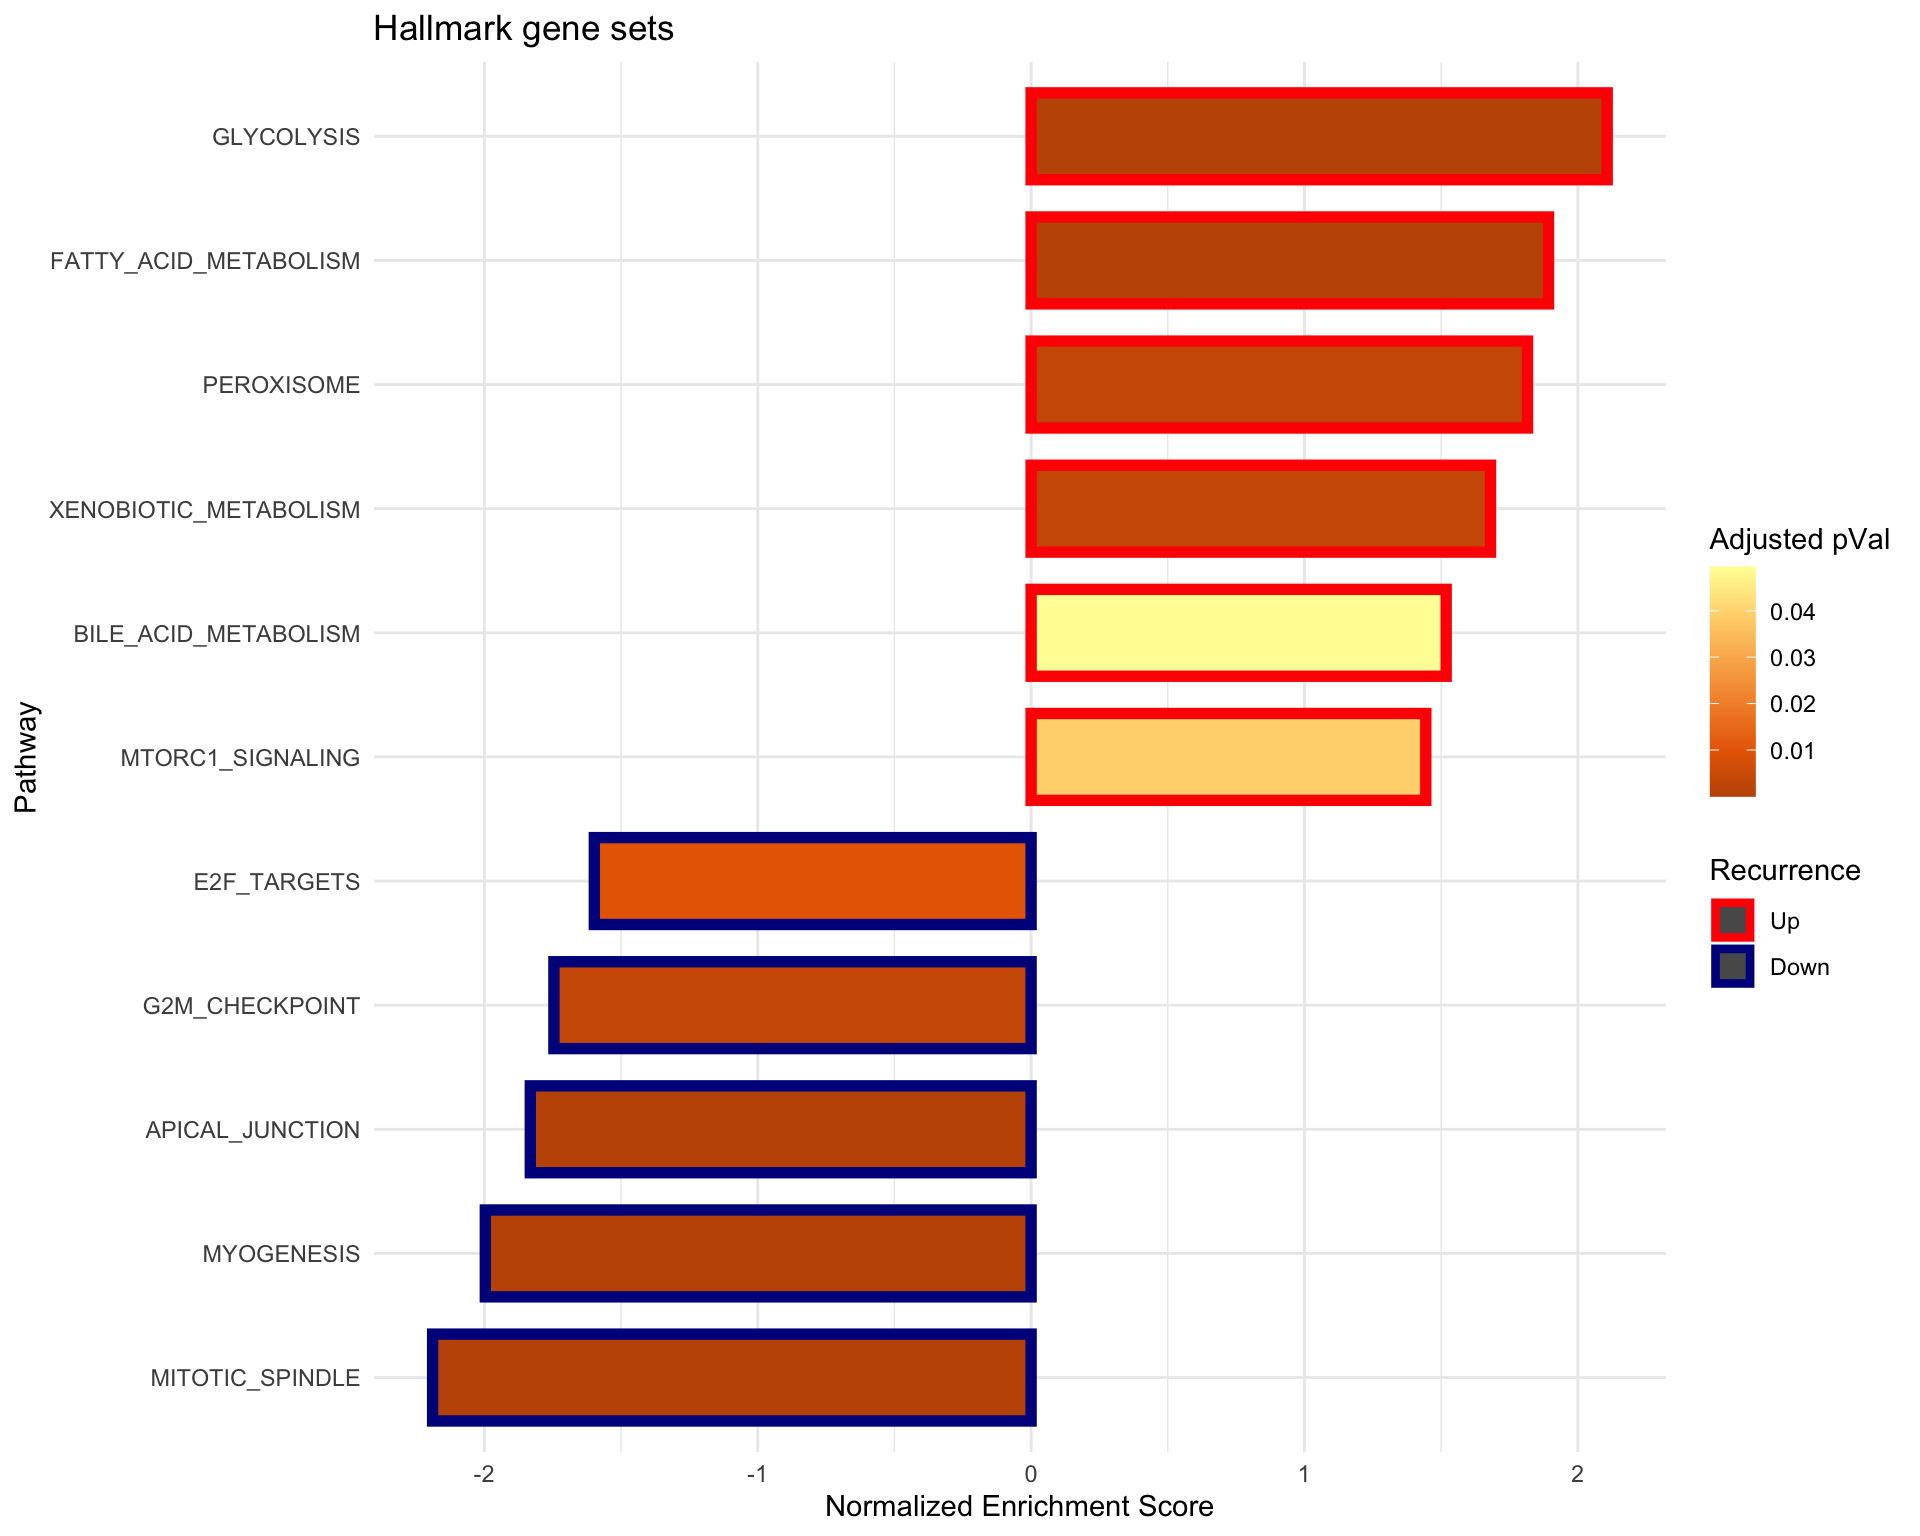 Hallmark gene sets
GLYCOLYSIS
FATTY_ACID_METABOLISM
PEROXISOME
XENOBIOTIC_METABOLISM
BILE_ACID_METABOLISM
MTORC1_SIGNALING
E2F_TARGETS
G2M_CHECKPOINT
APICAL_JUNCTION
MYOGENESIS
MITOTIC_SPINDLE
Pathway
-2 -1 0 1 2
Normalized Enrichment Score
Adjusted pVal
0.04
0.03
0.02
0.01
Recurrence
Up
Down